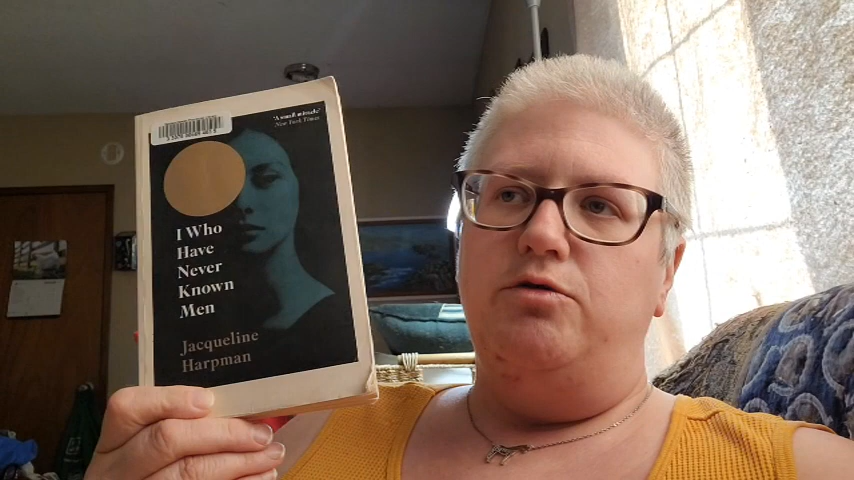 'A small miracle'
New York Times
I Who
Have
Never
Known
Men
Jacqueline
Harpman